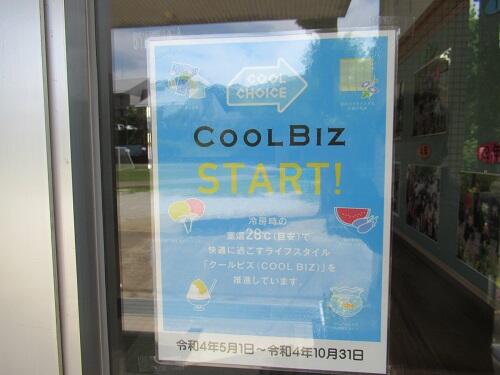 COOL
CHOICE
COOLBIZ
START!
冷房時の
室温28℃(目安)で
快適に過ごすライフスタイル
「クールビズ(COOL BIZ)」を
推進しています。
令和4年5月1日～令和4年10月31日